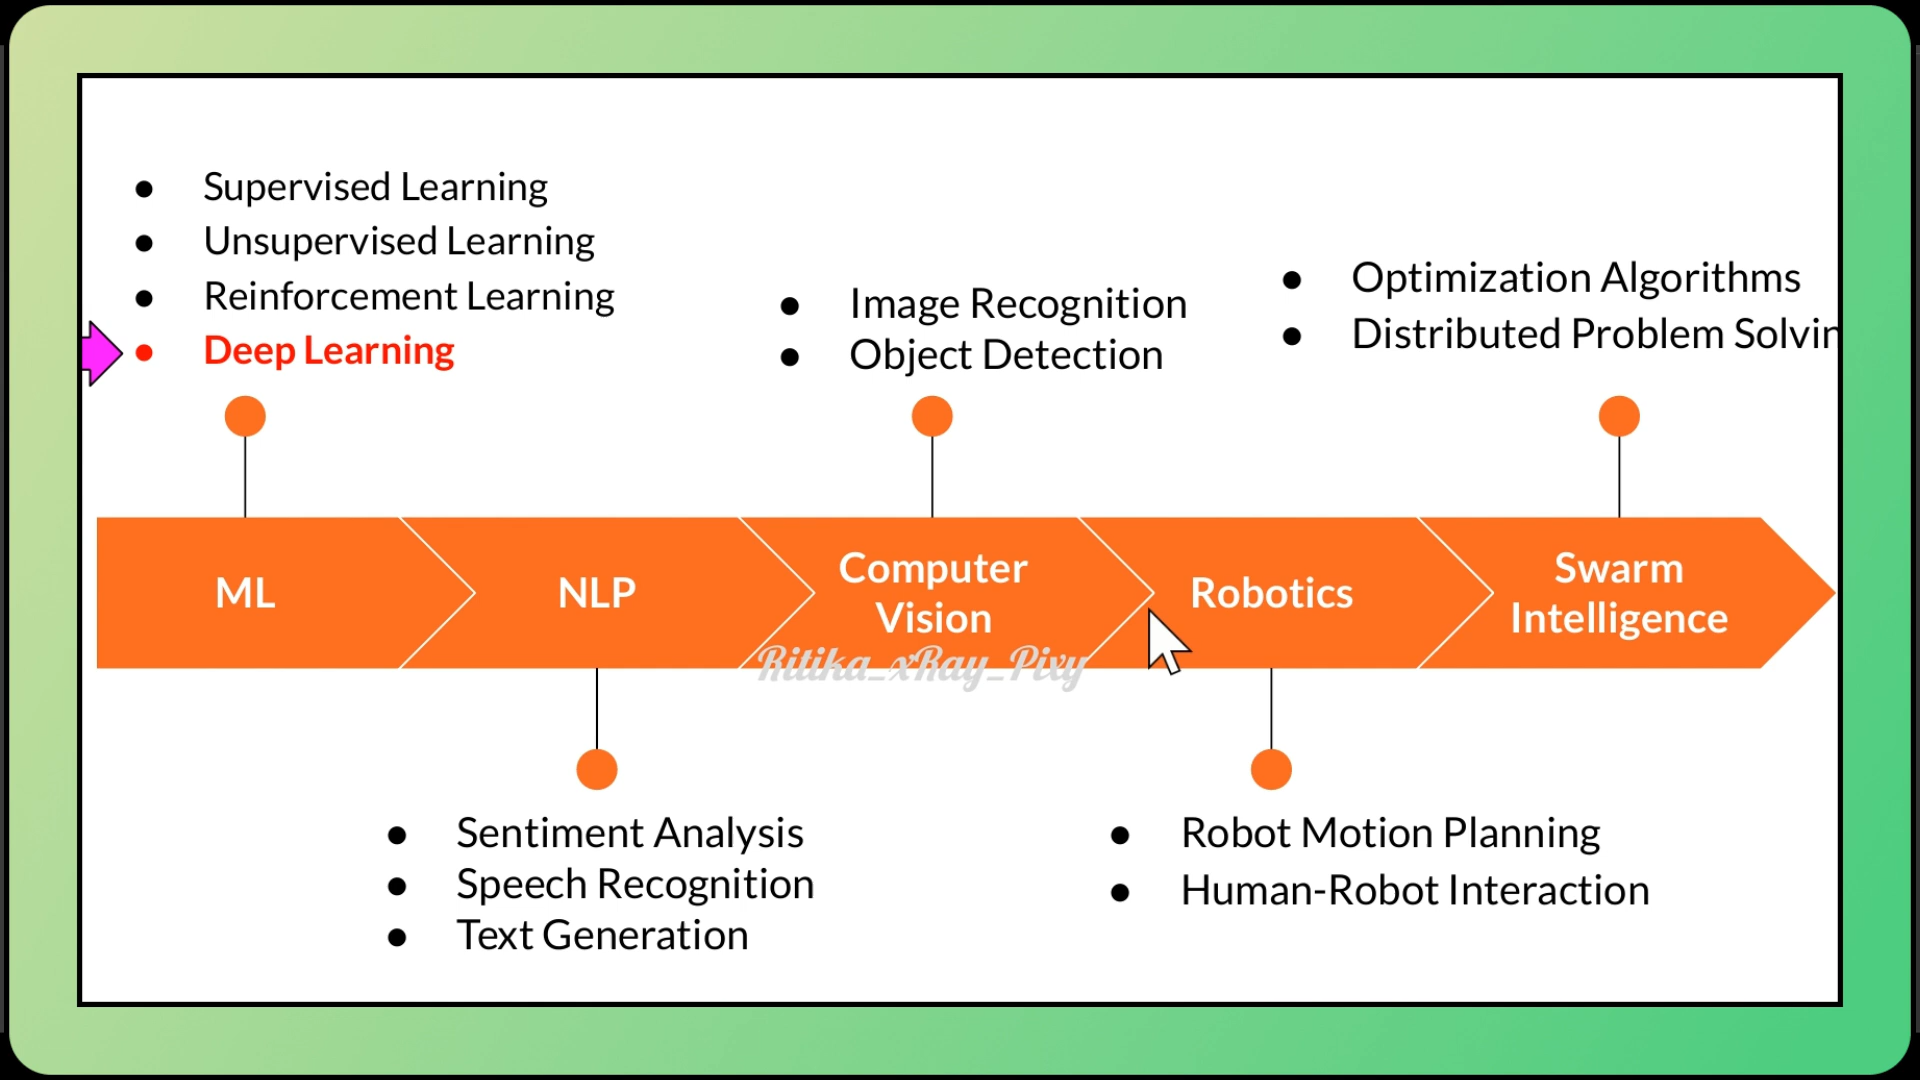 Supervised Learning
Unsupervised Learning
Reinforcement Learning
Deep Learning
Image Recognition
Object Detection
Optimization Algorithms
Distributed Problem Solvin
ML
NLP
Computer
Vision
Robotics
Swarm
Intelligence
Ritika_xRay_Pixy
Sentiment Analysis
Speech Recognition
Text Generation
Robot Motion Planning
Human-Robot Interaction